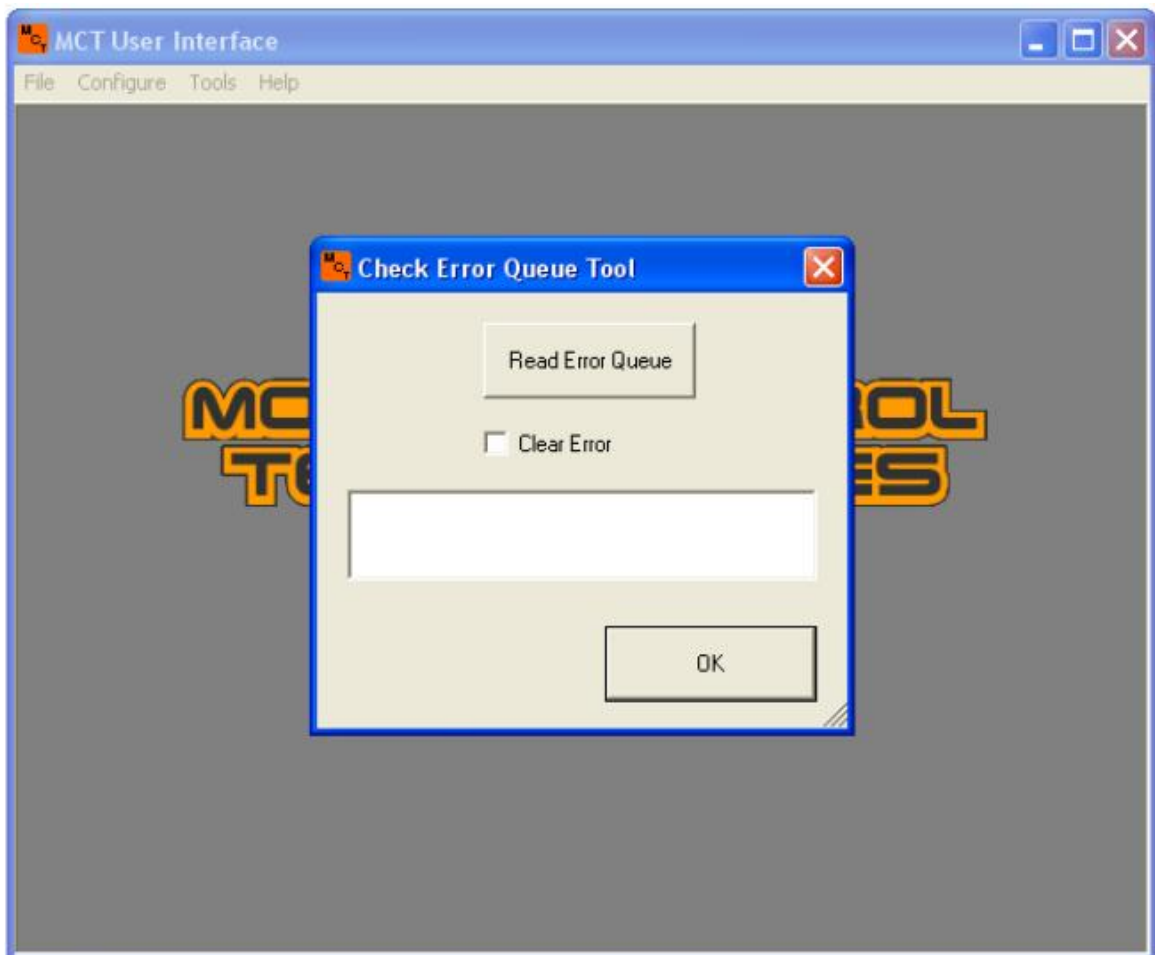 MCT User Interface
File Configure Tools Help
Check Error Queue Tool
Read Error Queue
Clear Error
OK